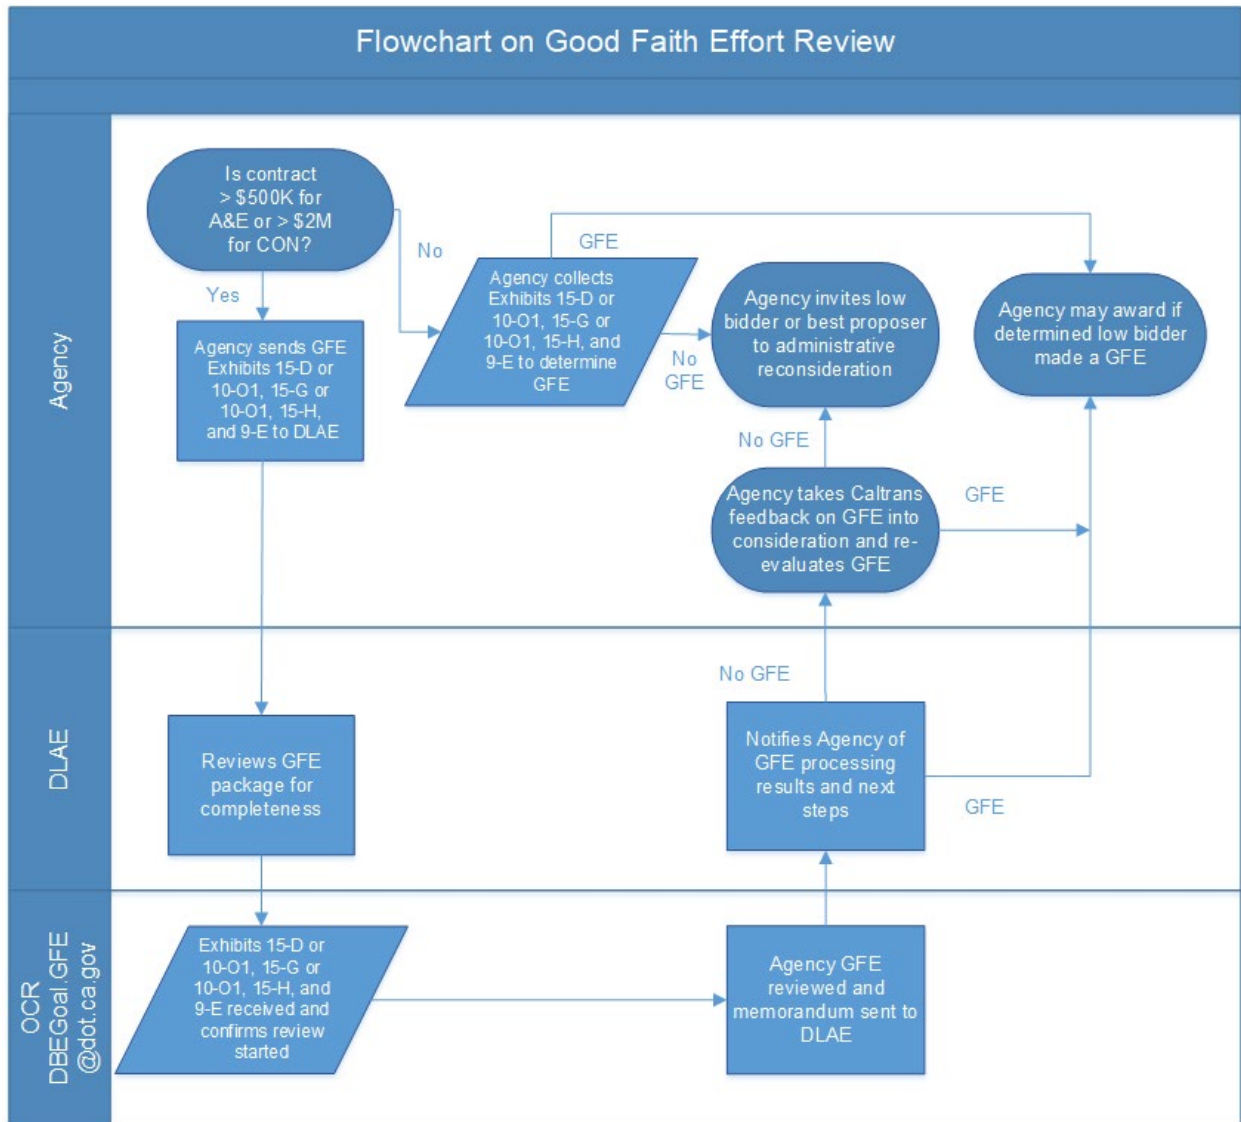 Flowchart on Good Faith Effort Review
Agency
Is contract
> $500K for
A&E or > $2M
for CON?
No
Yes
Agency sends GFE
Exhibits 15-D or
10-O1, 15-G or
10-O1, 15-H,
and 9-E to DLAE
GFE
Agency collects
Exhibits 15-D or
10-O1, 15-G or
10-O1, 15-H, and
9-E to determine
GFE
No
GFE
Agency invites low
bidder or best proposer
to administrative
reconsideration
Agency may award if
determined low bidder
made a GFE
No GFE
Agency takes Caltrans
feedback on GFE into
consideration and re-
evaluates GFE
GFE
DLAE
Reviews GFE
package for
completeness
No GFE
Notifies Agency of
GFE processing
results and next
steps
GFE
OCR
DBEGoal.GFE
@dot.ca.gov
Exhibits 15-D or
10-O1, 15-G or
10-O1, 15-H, and
9-E received and
confirms review
started
Agency GFE
reviewed and
memorandum sent to
DLAE